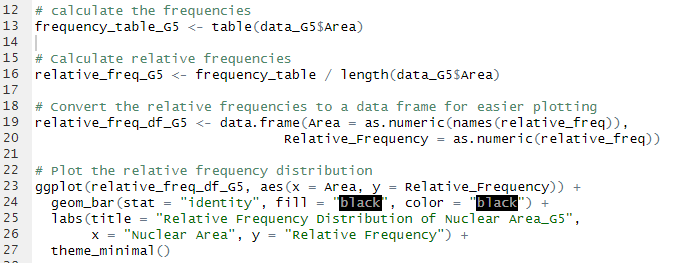 12 # calculate the frequencies
13 frequency_table_G5 <- table(data_G5$Area)
14
15 # Calculate relative frequencies
16 relative_freq_G5 <- frequency_table / length(data_G5$Area)
17
18 # Convert the relative frequencies to a data frame for easier plotting
19 relative_freq_df_G5 <- data.frame(Area = as.numeric(names(relative_freq)),
20                                   Relative_Frequency = as.numeric(relative_freq))
21
22 # Plot the relative frequency distribution
23 ggplot(relative_freq_df_G5, aes(x = Area, y = Relative_Frequency)) +
24   geom_bar(stat = "identity", fill = "black", color = "black") +
25   labs(title = "Relative Frequency Distribution of Nuclear Area_G5",
26        x = "Nuclear Area", y = "Relative Frequency") +
27   theme_minimal()